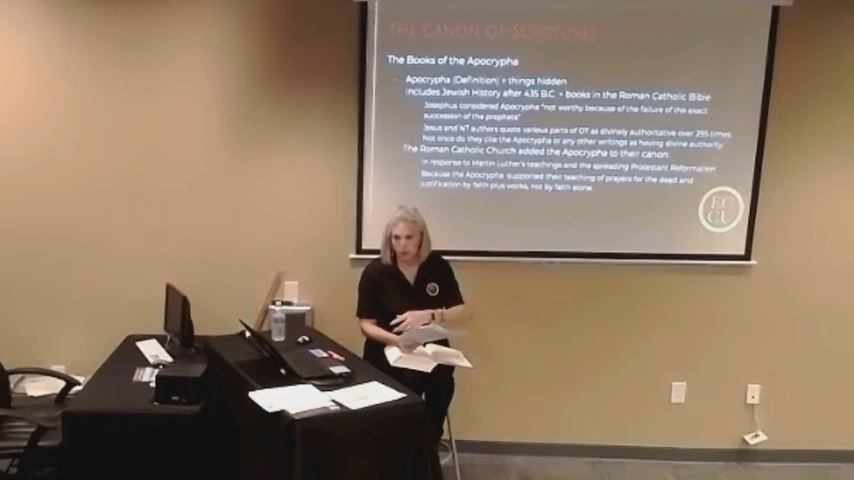 THE CANON OF SCRIPTURES
The Books of the Apocrypha
Apocrypha (Definition) = things hidden
Includes Jewish History after 435 B.C. + books in the Roman Catholic Bible
Josephus considered Apocrypha "not worthy because of the failure of the exact
succession of the prophets"
Jesus and NT authors quote various parts of OT as divinely authoritative over 295 times.
Not once do they cite the Apocrypha or any other writings as having divine authority.
The Roman Catholic Church added the Apocrypha to their canon:
In response to Martin Luther's teachings and the spreading Protestant Reformation
Because the Apocrypha supported their teaching of prayers for the dead and
justification by faith plus works, not by faith alone.
EC
CU